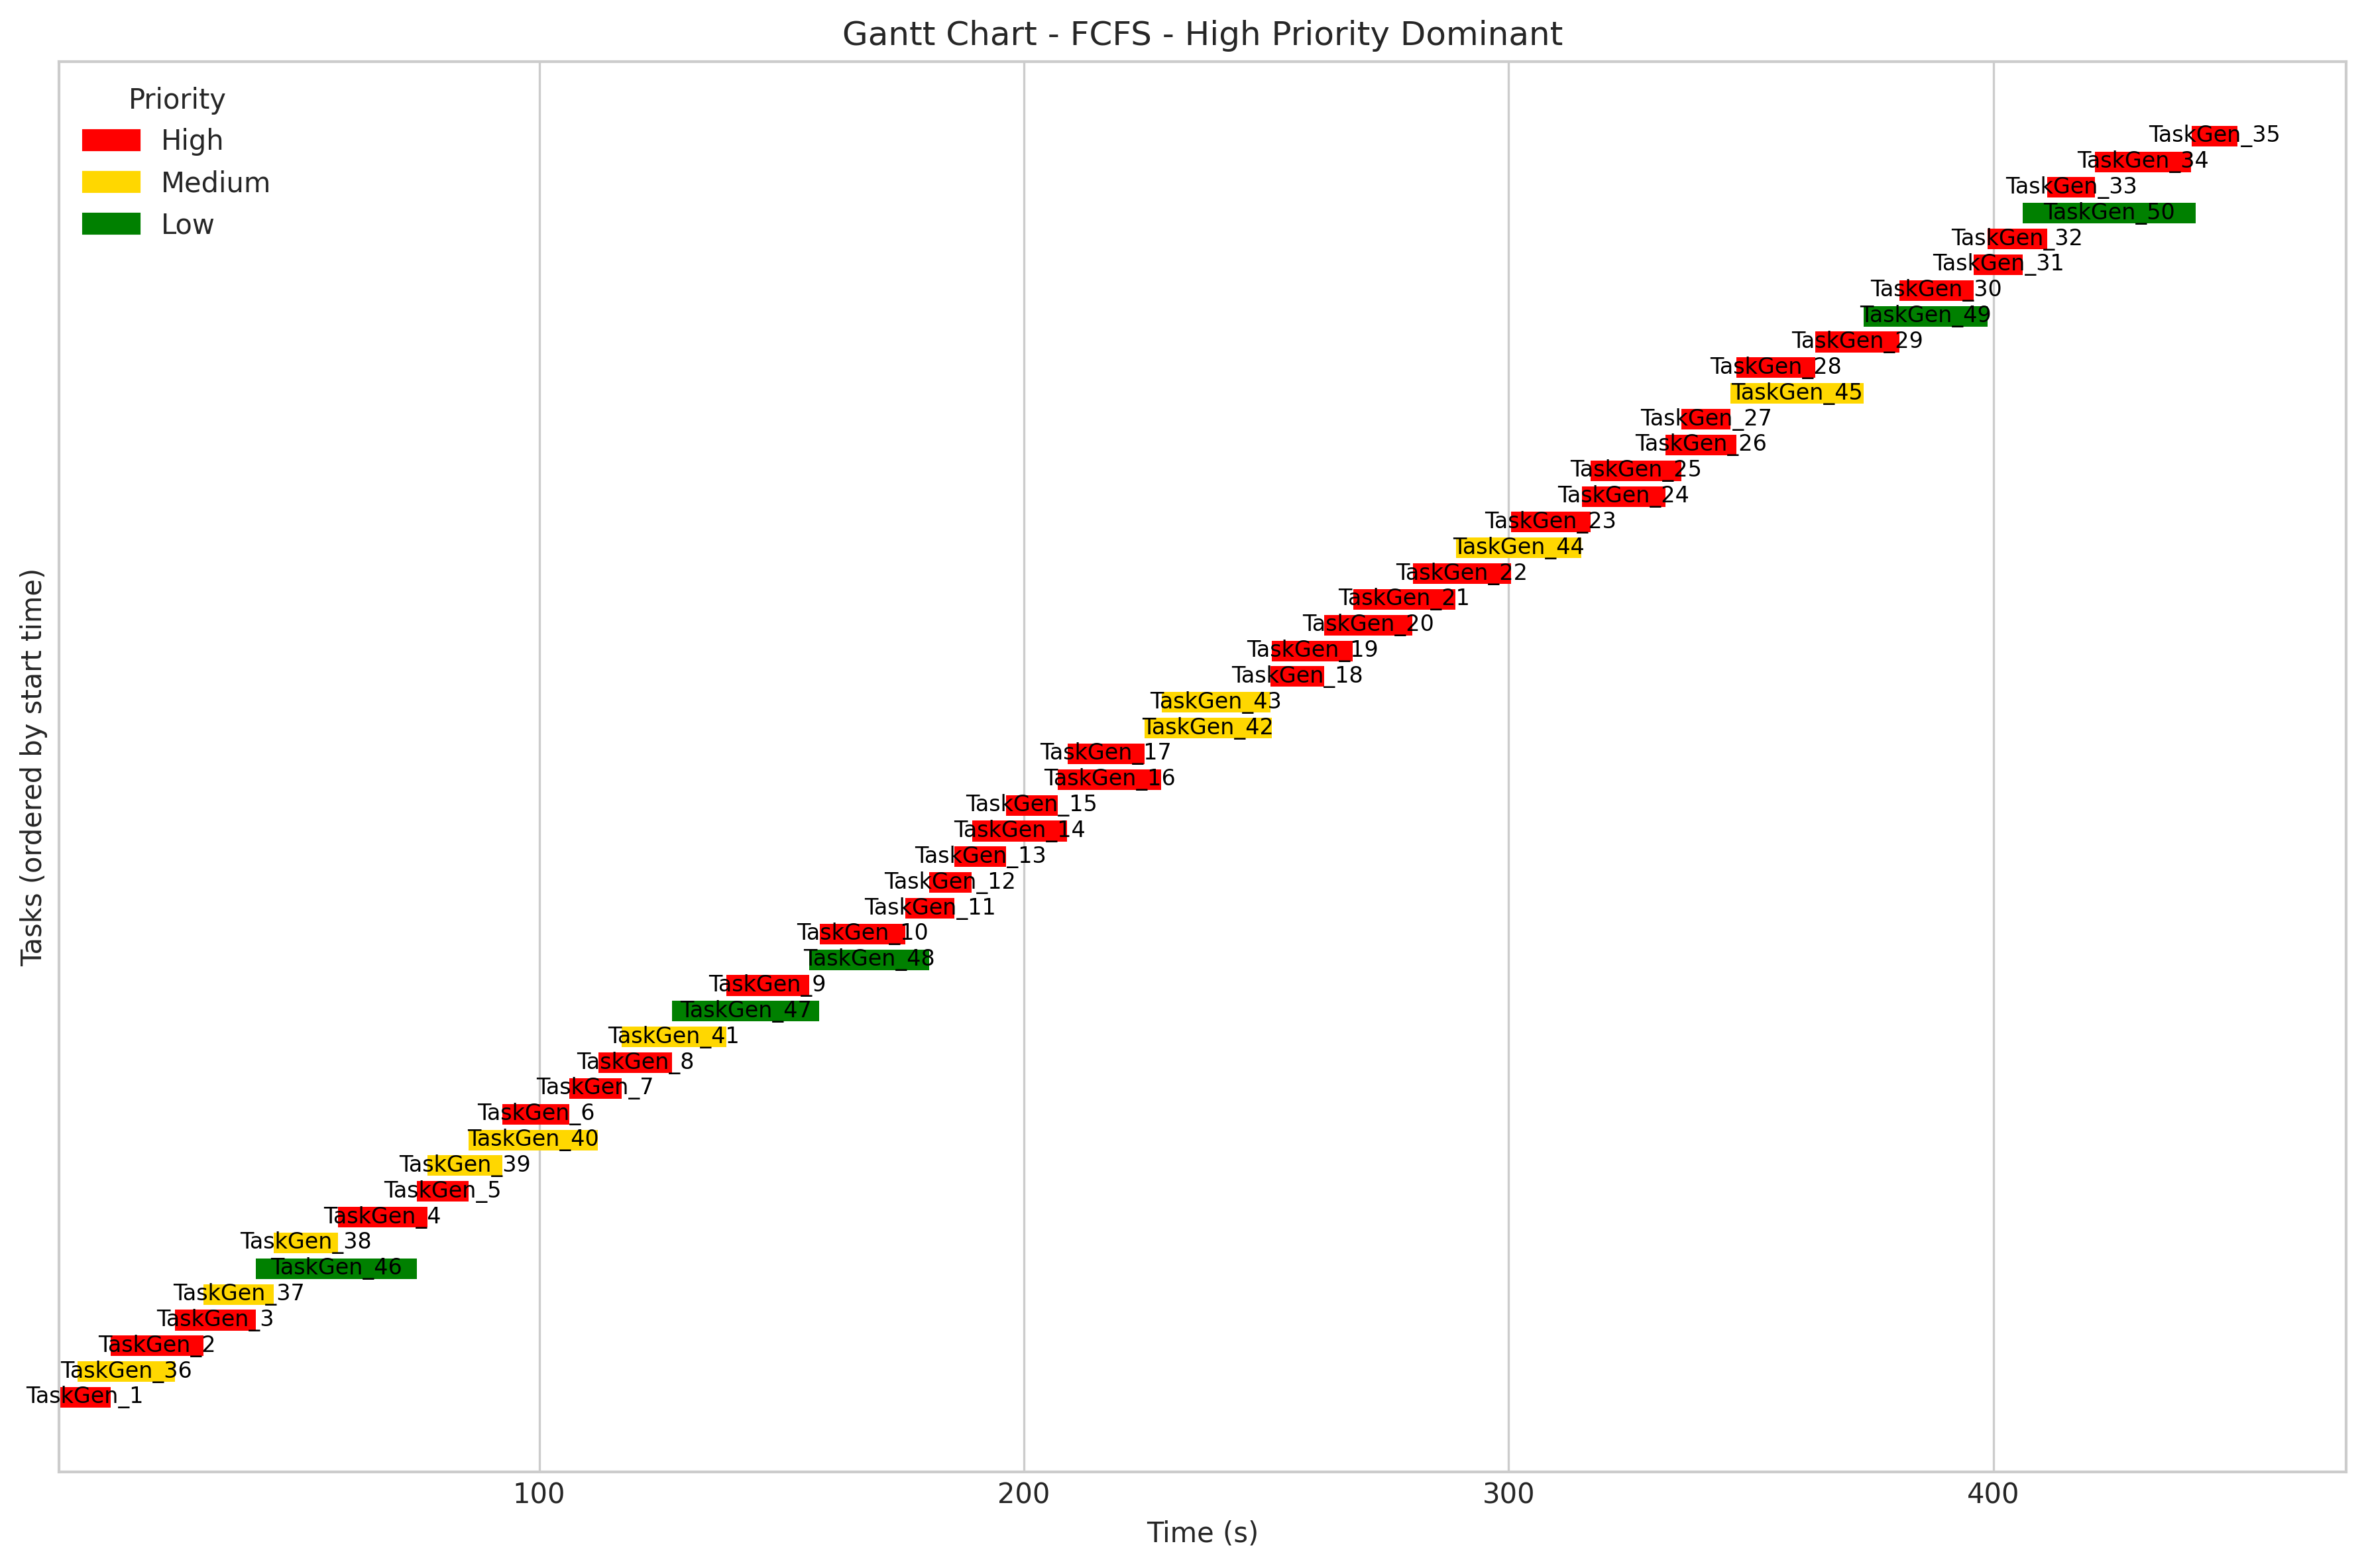 Gantt Chart - FCFS - High Priority Dominant
Priority
High
Medium
Low
TaskGen_35
TaskGen_34
TaskGen_33
TaskGen_50
TaskGen_32
TaskGen_31
TaskGen_30
TaskGen_49
TaskGen_29
TaskGen_28
TaskGen_45
TaskGen_27
TaskGen_26
TaskGen_25
TaskGen_24
TaskGen_23
TaskGen_44
TaskGen_22
TaskGen_21
TaskGen_20
TaskGen_19
TaskGen_18
TaskGen_43
TaskGen_42
TaskGen_17
TaskGen_16
TaskGen_15
TaskGen_14
TaskGen_13
TaskGen_12
TaskGen_11
TaskGen_10
TaskGen_48
TaskGen_9
TaskGen_47
TaskGen_41
TaskGen_8
TaskGen_7
TaskGen_6
TaskGen_40
TaskGen_39
TaskGen_5
TaskGen_4
TaskGen_38
TaskGen_46
TaskGen_37
TaskGen_3
TaskGen_2
TaskGen_36
TaskGen_1
Tasks (ordered by start time)
100 200 300 400
Time (s)